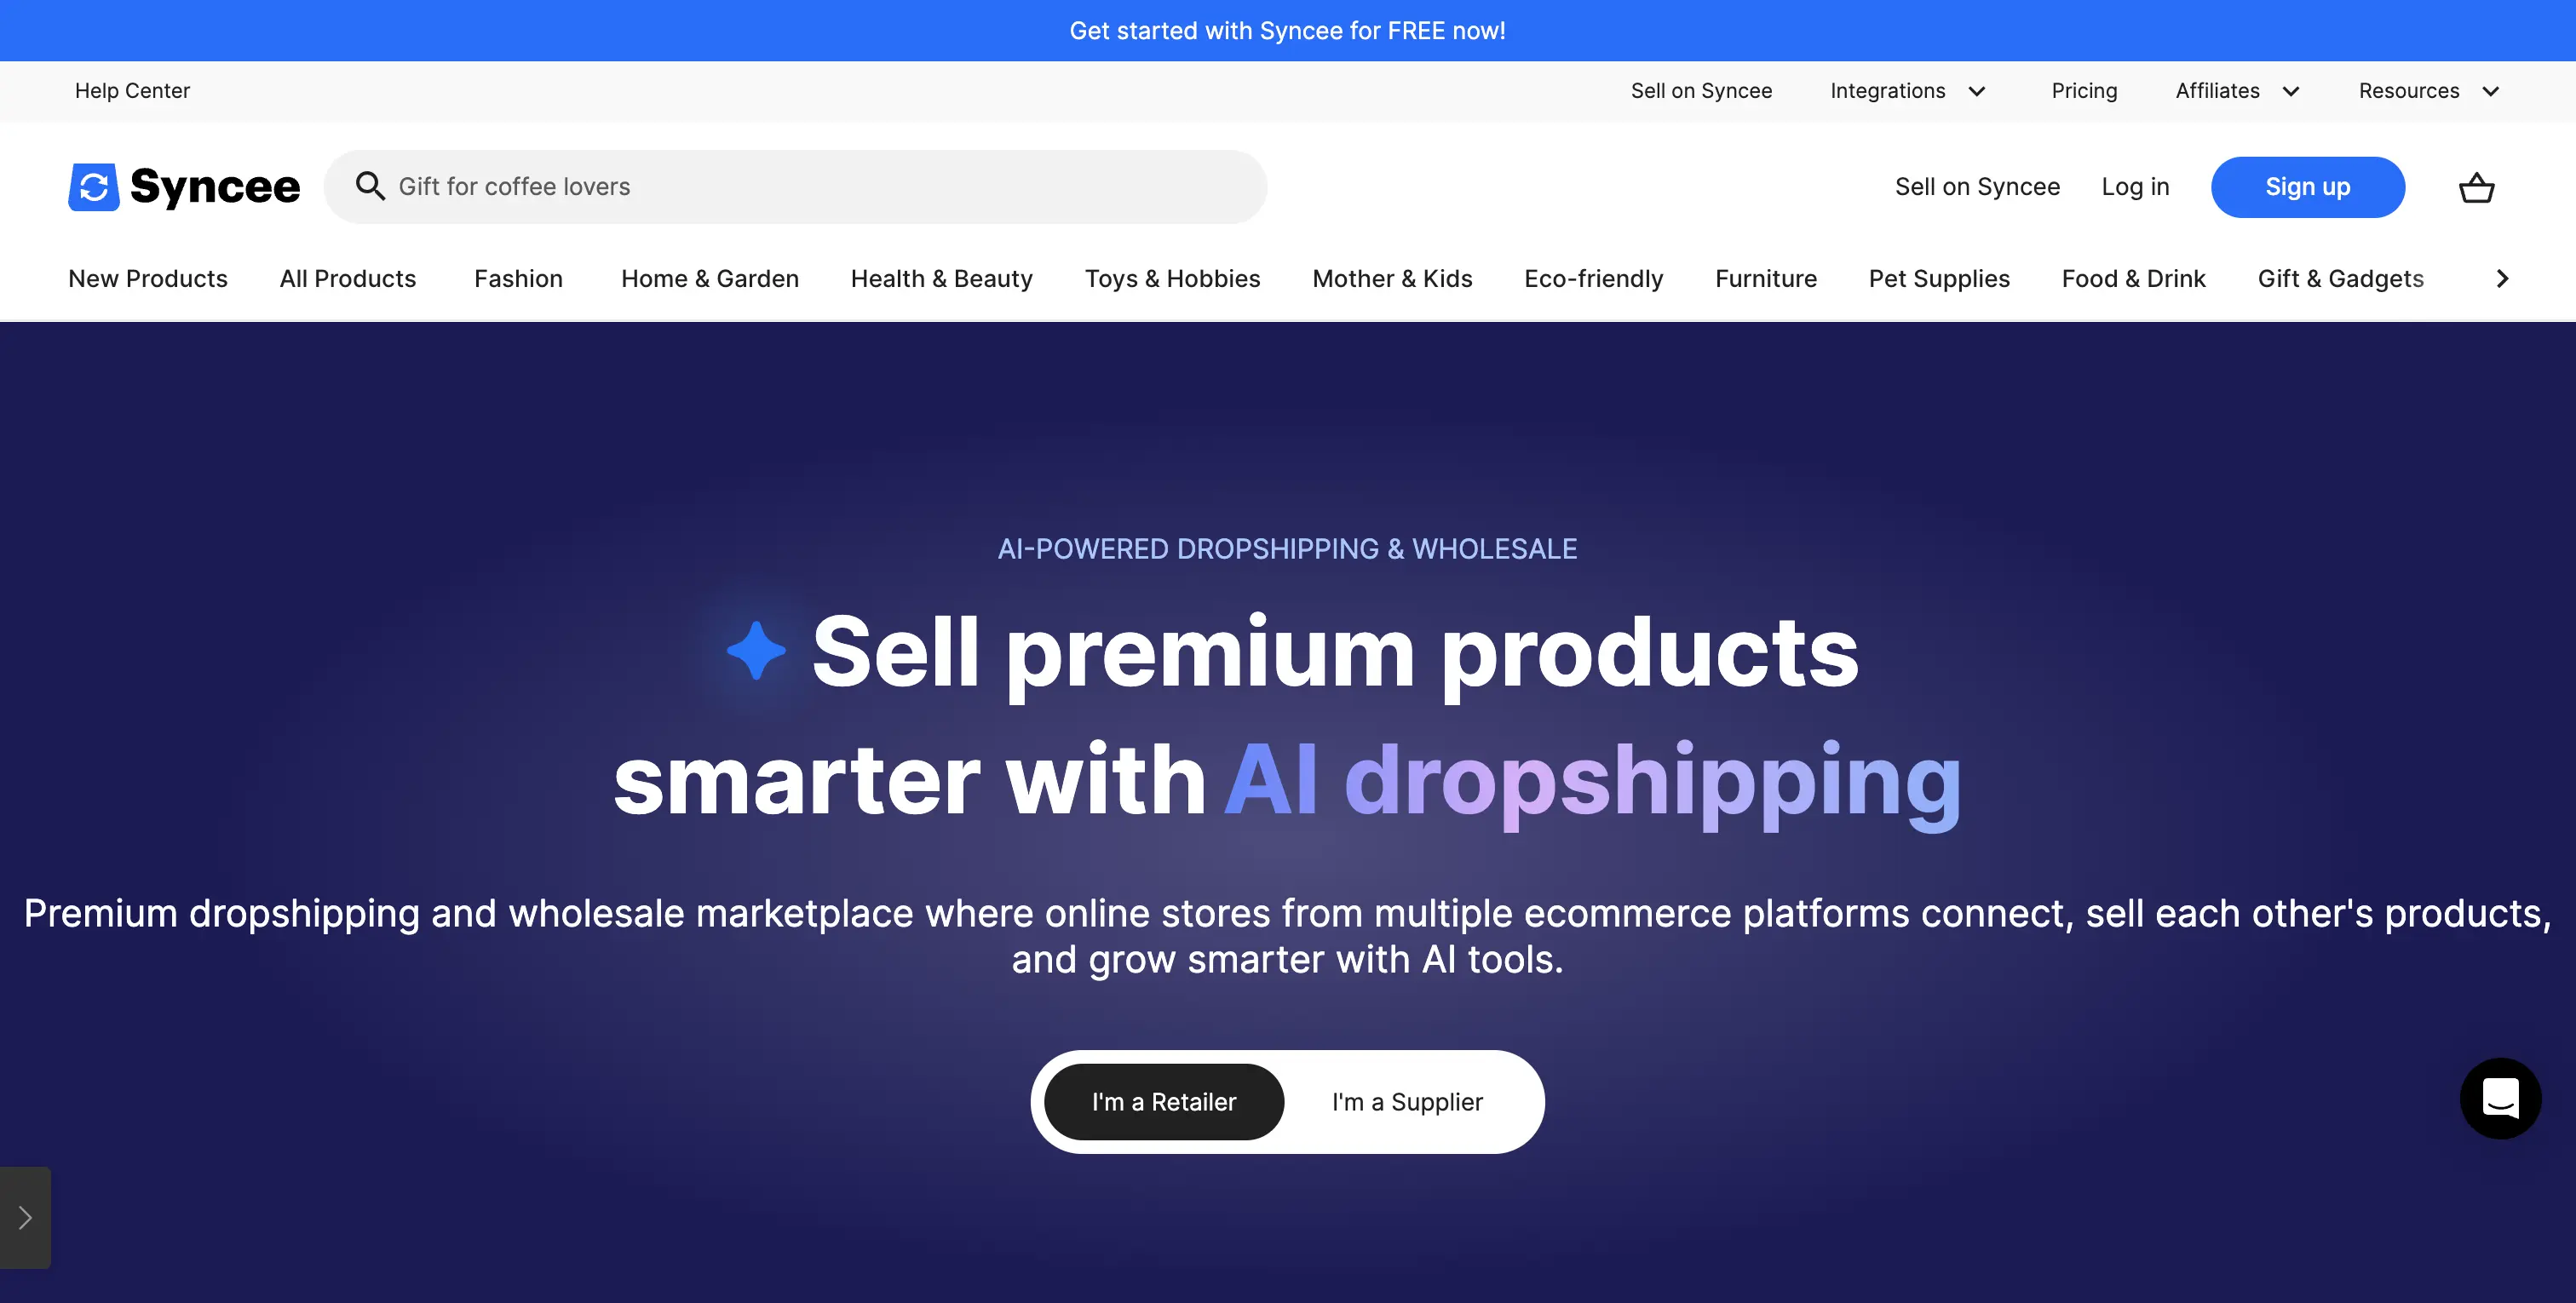 Get started with Syncee for FREE now!
Help Center
Sell on Syncee
Integrations
Pricing
Affiliates
Resources
Syncee
Gift for coffee lovers
Sell on Syncee
Log in
Sign up
New Products
All Products
Fashion
Home & Garden
Health & Beauty
Toys & Hobbies
Mother & Kids
Eco-friendly
Furniture
Pet Supplies
Food & Drink
Gift & Gadgets
AI-POWERED DROPSHIPPING & WHOLESALE
Sell premium products
smarter with AI dropshipping
Premium dropshipping and wholesale marketplace where online stores from multiple ecommerce platforms connect, sell each other's products,
and grow smarter with AI tools.
I'm a Retailer
I'm a Supplier